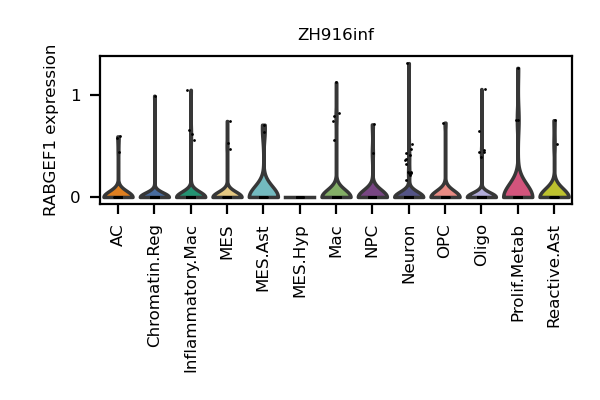 ZH916inf
RABGEF1 expression
1
0
AC
Chromatin.Reg
Inflammatory.Mac
MES
MES.Ast
MES.Hyp
Mac
NPC
Neuron
OPC
Oligo
Prolif.Metab
Reactive.Ast